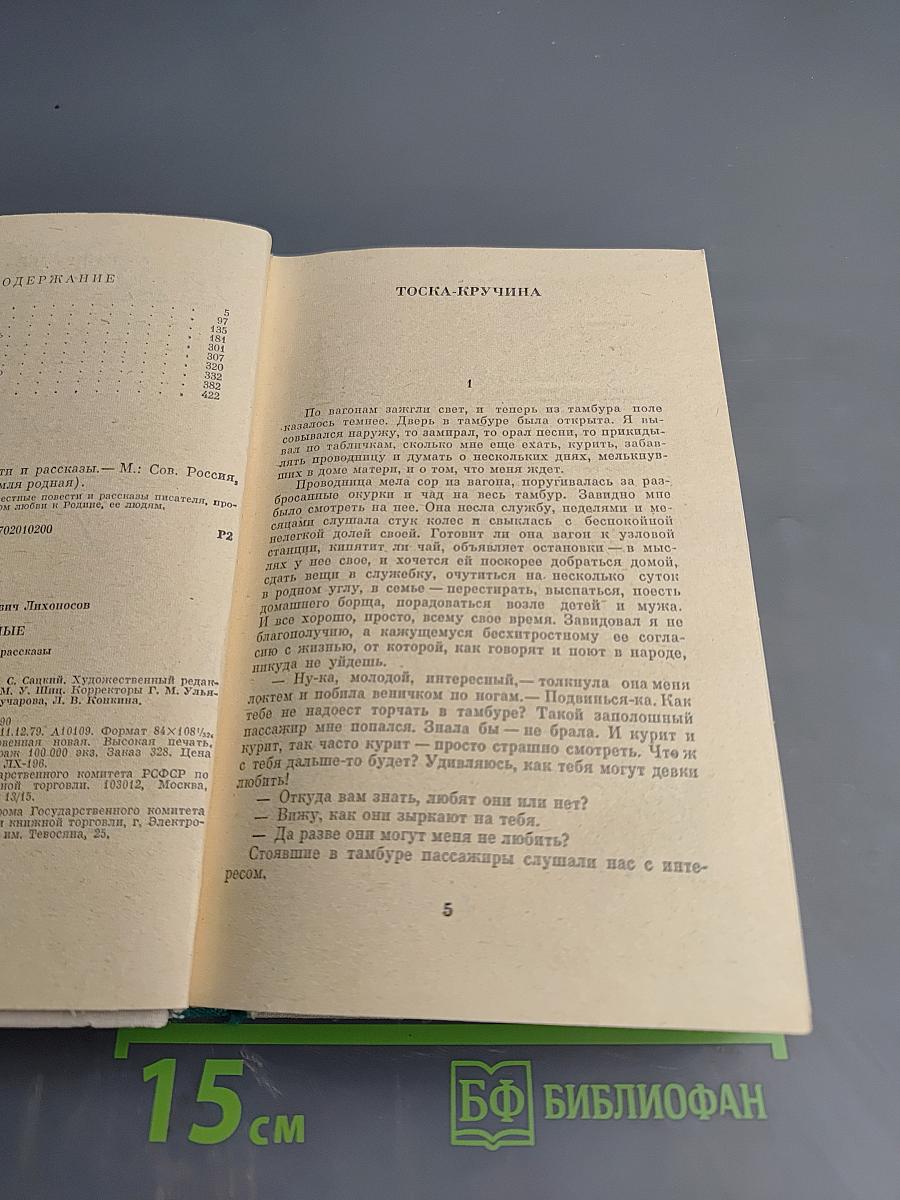 ОДЕРЖАНИЕ
5
97
135
181
301
307
320
332
382
422
ти и рассказы.— М.: Сов. Россия,
мля родная).
естные повести и рассказы писателя, про-
ом любви к Родине, ее людям.
702010200
Р2
вич Лихоносов
НЫЕ
рассказы
С. Сацкий. Художественный редак-
М. У. Шиц. Корректоры Г. М. Улья-
учарова, Л. В. Конкина.
90
11.12.79. А10109. Формат 84×108¹/₃₂.
венная новая. Высокая печать.
раж 100.000 экз. Заказ 328. Цена
ЛХ-196.
арственного комитета РСФСР по
ной торговли. 103012, Москва,
13/15.
рома Государственного комитета
и книжной торговли, г. Электро-
им. Тевосяна, 25.
ТОСКА-КРУЧИНА
1
По вагонам зажгли свет, и теперь из тамбура поле
казалось темнее. Дверь в тамбуре была открыта. Я вы-
совывался наружу, то замирал, то орал песни, то прикиды-
вал по табличкам, сколько мне еще ехать, курить, забав-
лять проводницу и думать о нескольких днях, мелькнув-
ших в доме матери, и о том, что меня ждет.
Проводница мела сор из вагона, поругивалась за раз-
бросанные окурки и чад на весь тамбур. Завидно мне
было смотреть на нее. Она несла службу, неделями и ме-
сяцами слушала стук колес и свыклась с беспокойной
нелегкой долей своей. Готовит ли она вагон к узловой
станции, кипятит ли чай, объявляет остановки — в мыс-
лях у нее свое, и хочется ей поскорее добраться домой,
сдать вещи в служебку, очутиться на несколько суток
в родном углу, в семье — перестирать, выспаться, поесть
домашнего борща, порадоваться возле детей и мужа.
И все хорошо, просто, всему свое время. Завидовал я не
благополучию, а кажущемуся бесхитростному ее согла-
сию с жизнью, от которой, как говорят и поют в народе,
никуда не уйдешь.
— Ну-ка, молодой, интересный,— толкнула она меня
локтем и побила веничком по ногам.— Подвинься-ка. Как
тебе не надоест торчать в тамбуре? Такой заполошный
пассажир мне попался. Знала бы — не брала. И курит и
курит, так часто курит — просто страшно смотреть. Что ж
с тебя дальше-то будет? Удивляюсь, как тебя могут девки
любить!
— Откуда вам знать, любят они или нет?
— Вижу, как они зыркают на тебя.
— Да разве они могут меня не любить?
Стоявшие в тамбуре пассажиры слушали нас с инте-
ресом.
5
15 см
БФ БИБЛИОФАН